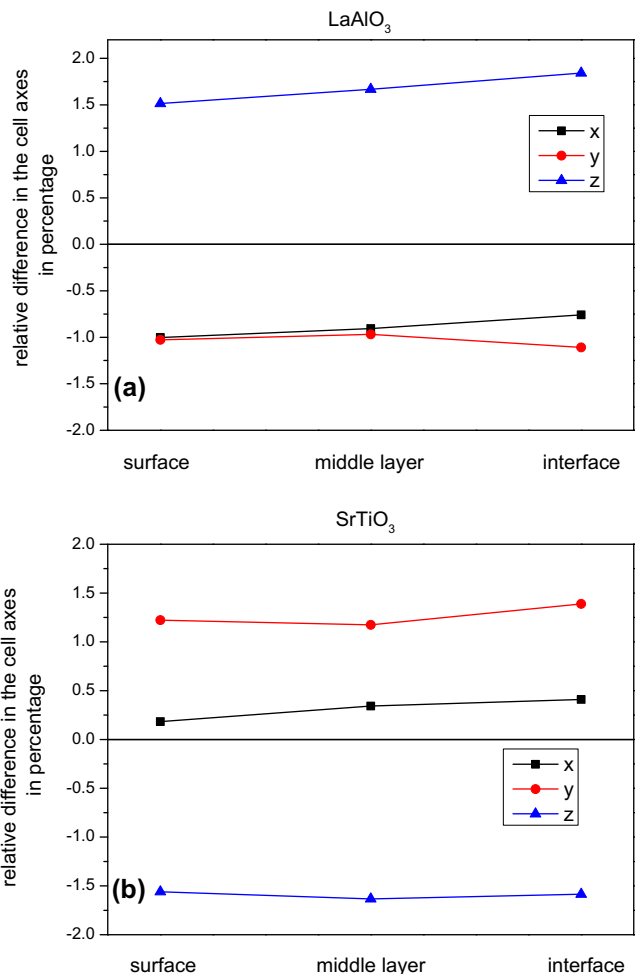 LaAlO₃
relative difference in the cell axes
in percentage
2.0
1.5
1.0
0.5
0.0
-0.5
-1.0
-1.5
-2.0
x
y
z
(a)
surface middle layer interface
SrTiO₃
relative difference in the cell axes
in percentage
2.0
1.5
1.0
0.5
0.0
-0.5
-1.0
-1.5
-2.0
x
y
z
(b)
surface middle layer interface